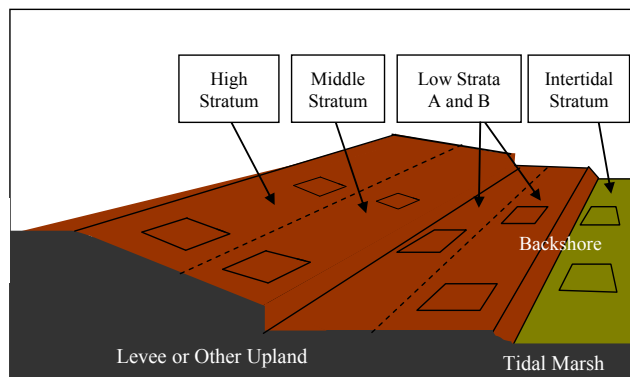 High
Stratum
Middle
Stratum
Low Strata
A and B
Intertidal
Stratum
Backshore
Levee or Other Upland
Tidal Marsh